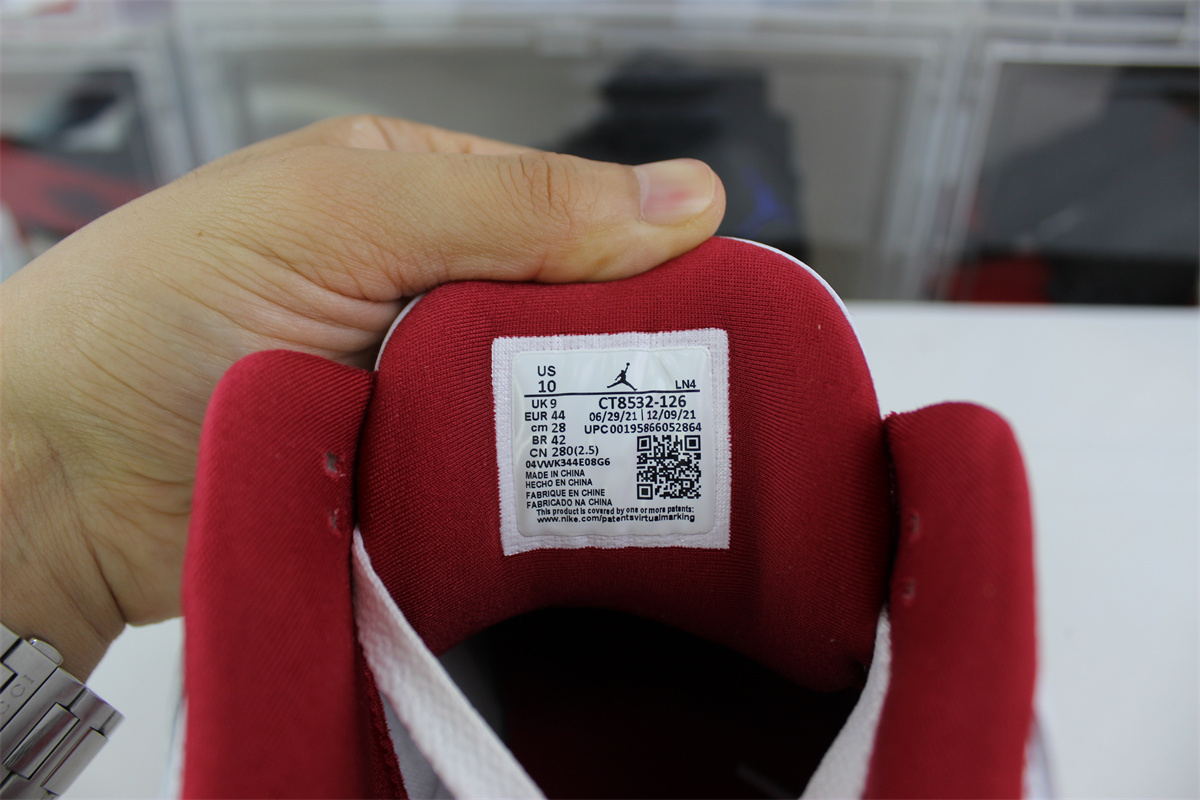 US
10
LN4
UK 9
CT8532-126
EUR 44
06/29/21 | 12/09/21
cm 28
UPC 00195866052864
BR 42
CN 280(2.5)
04VWK344E08G6
MADE IN CHINA
HECHO EN CHINA
FABRIQUE EN CHINE
FABRICADO NA CHINA
This product is covered by one or more patents:
www.nike.com/patentsvirtualmarking